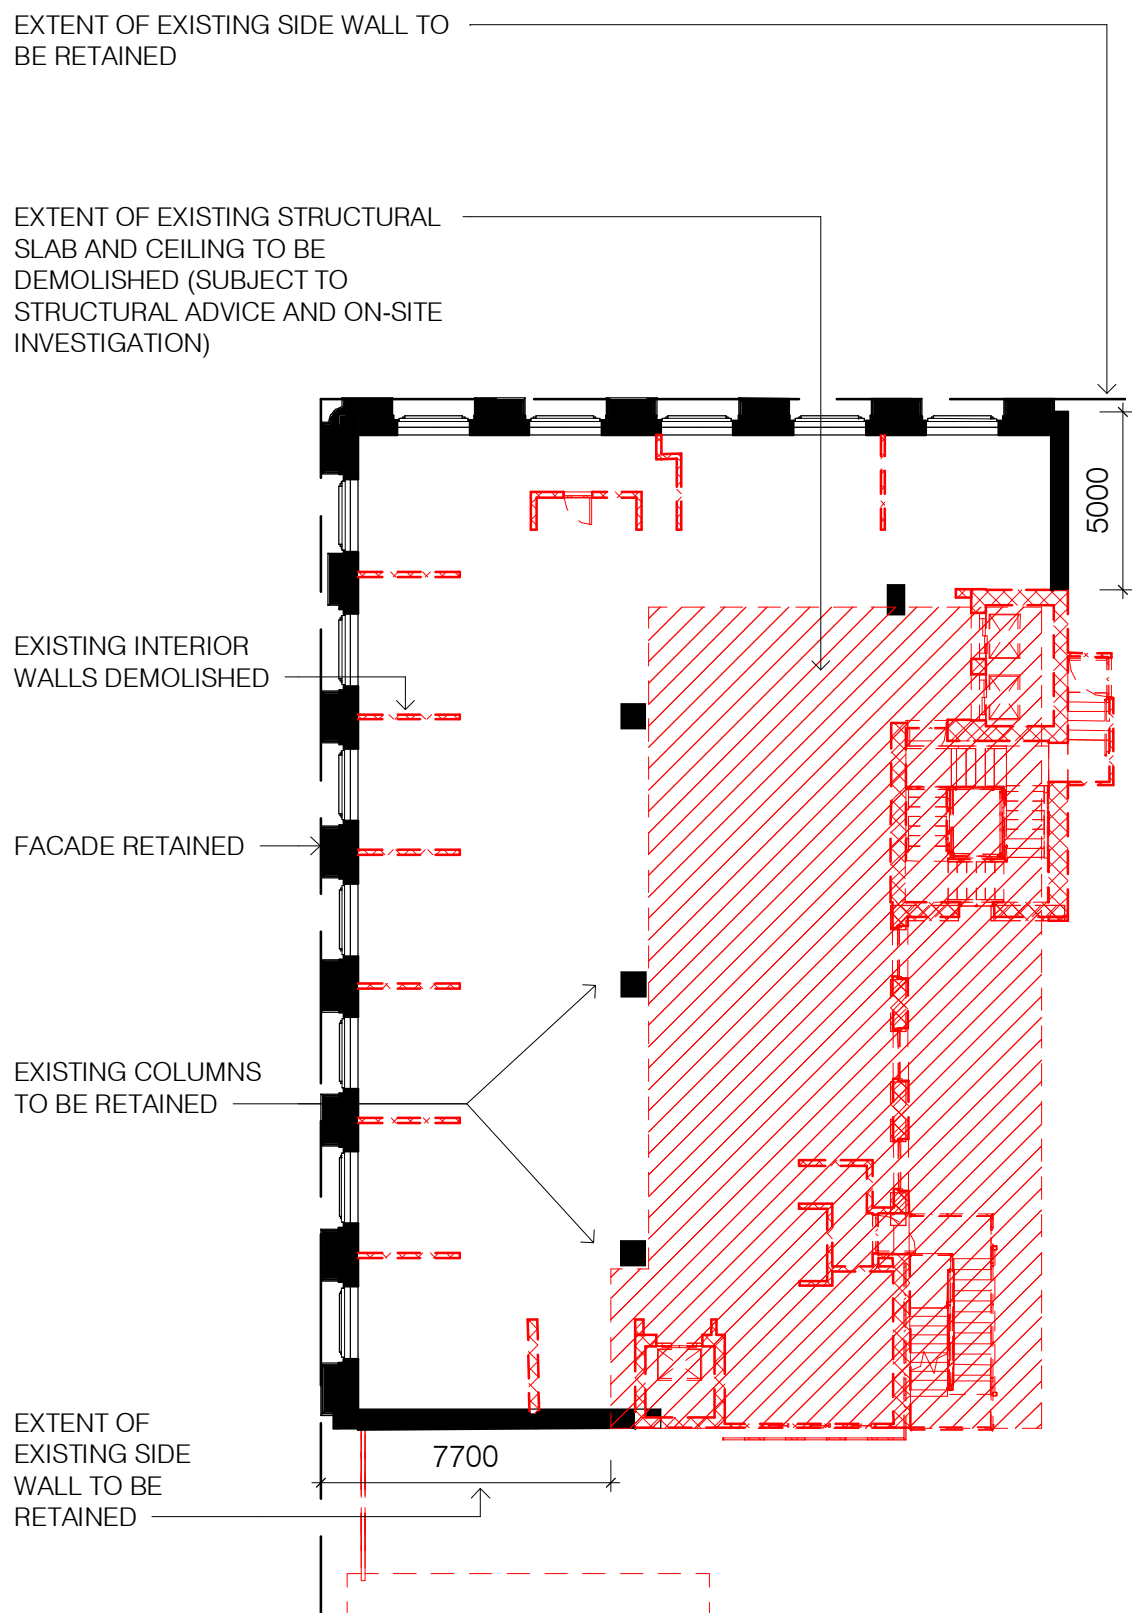 EXTENT OF EXISTING SIDE WALL TO
BE RETAINED
EXTENT OF EXISTING STRUCTURAL
SLAB AND CEILING TO BE
DEMOLISHED (SUBJECT TO
STRUCTURAL ADVICE AND ON-SITE
INVESTIGATION)
5000
EXISTING INTERIOR
WALLS DEMOLISHED
FACADE RETAINED
EXISTING COLUMNS
TO BE RETAINED
EXTENT OF
EXISTING SIDE
WALL TO BE
RETAINED
7700